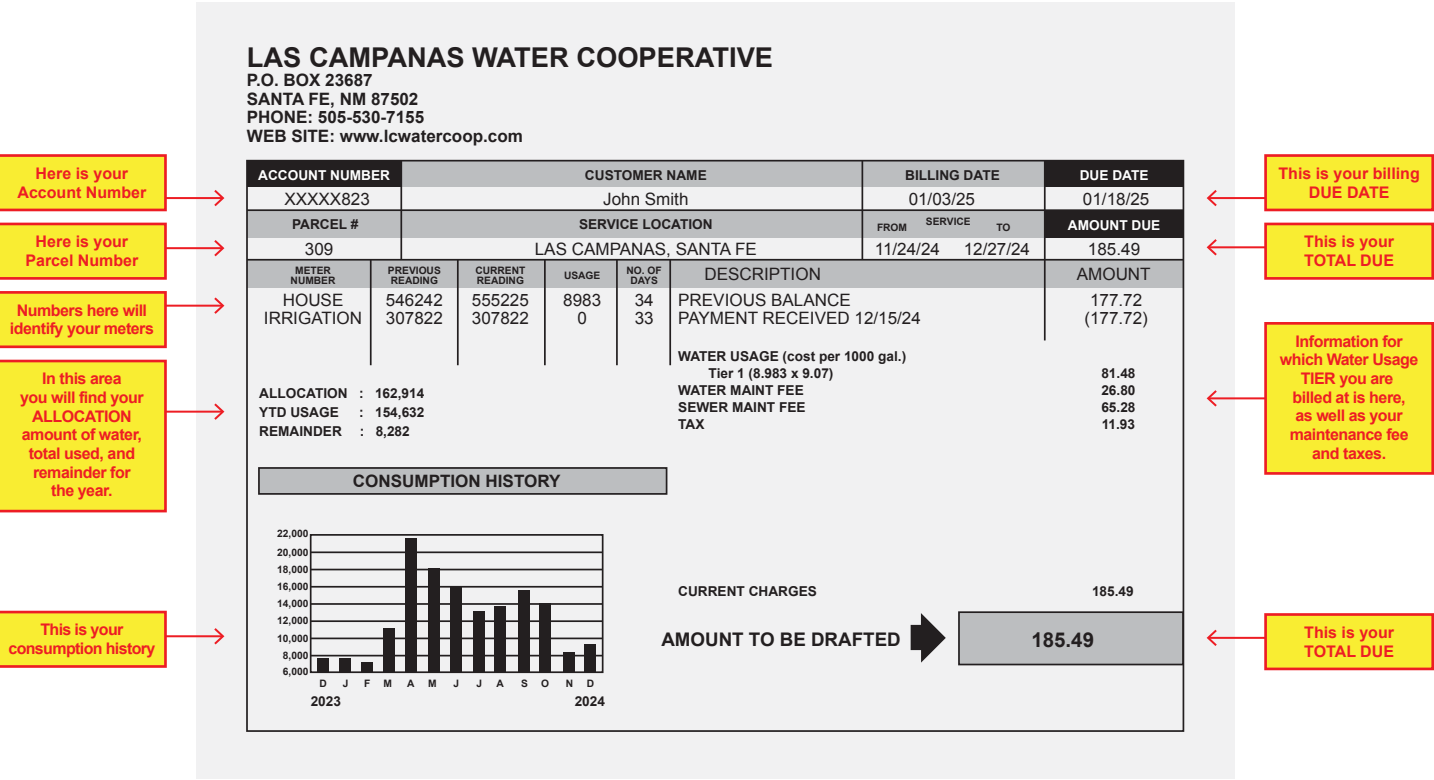 LAS CAMPANAS WATER COOPERATIVE
P.O. BOX 23687
SANTA FE, NM 87502
PHONE: 505-530-7155
WEB SITE: www.lcwatercoop.com
Here is your
Account Number
ACCOUNT NUMBER CUSTOMER NAME BILLING DATE DUE DATE
XXXXX823 John Smith 01/03/25 01/18/25
This is your billing
DUE DATE
Here is your
Parcel Number
PARCEL # SERVICE LOCATION FROM SERVICE TO AMOUNT DUE
309 LAS CAMPANAS, SANTA FE 11/24/24 12/27/24 185.49
This is your
TOTAL DUE
METER
NUMBER
PREVIOUS
READING
CURRENT
READING
USAGE
NO. OF
DAYS
DESCRIPTION AMOUNT
Numbers here will
identify your meters
HOUSE 546242 555225 8983 34 PREVIOUS BALANCE 177.72
IRRIGATION 307822 307822 0 33 PAYMENT RECEIVED 12/15/24 (177.72)
WATER USAGE (cost per 1000 gal.)
Tier 1 (8.983 x 9.07) 81.48
WATER MAINT FEE 26.80
SEWER MAINT FEE 65.28
TAX 11.93
Information for
which Water Usage
TIER you are
billed at is here,
as well as your
maintenance fee
and taxes.
In this area
you will find your
ALLOCATION
amount of water,
total used, and
remainder for
the year.
ALLOCATION : 162,914
YTD USAGE : 154,632
REMAINDER : 8,282
CONSUMPTION HISTORY
22,000
20,000
18,000
16,000
14,000
12,000
10,000
8,000
6,000
D J F M A M J J A S O N D
2023 2024
This is your
consumption history
CURRENT CHARGES 185.49
AMOUNT TO BE DRAFTED 185.49
This is your
TOTAL DUE